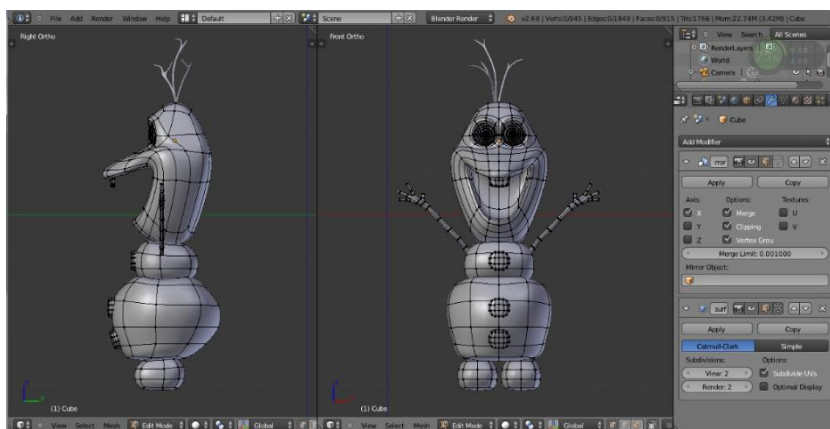 File Add Render Window Help Default Scene Blender Render v2.68 | Verts:0/945 | Edges:0/1843 | Faces:0/915 | Tris:1766 | Mem:22.74M (3.42M) | Cube
Right Ortho
Front Ortho
View Search All Scenes
RenderLayers
World
Camera
Cube
Add Modifier
rror
Apply Copy
Axis: Options: Textures:
X Merge U
Y Clipping V
Z Vertex Grou
Merge Limit: 0.001000
Mirror Object:
surf
Apply Copy
Catmull-Clark Simple
Subdivisions: Options:
View: 2 Subdivide UVs
Render: 2 Optimal Display
(1) Cube
(1) Cube
View Select Mesh Edit Mode Global
View Select Mesh Edit Mode Global